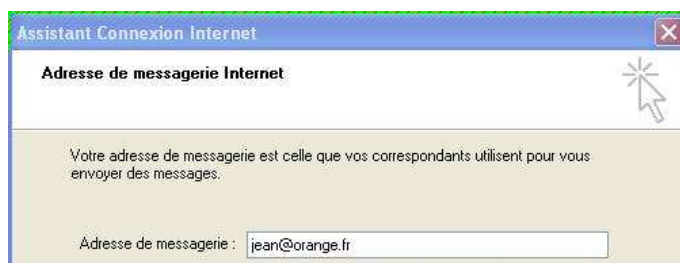 Assistant Connexion Internet
Adresse de messagerie Internet
Votre adresse de messagerie est celle que vos correspondants utilisent pour vous
envoyer des messages.
Adresse de messagerie : jean@orange.fr